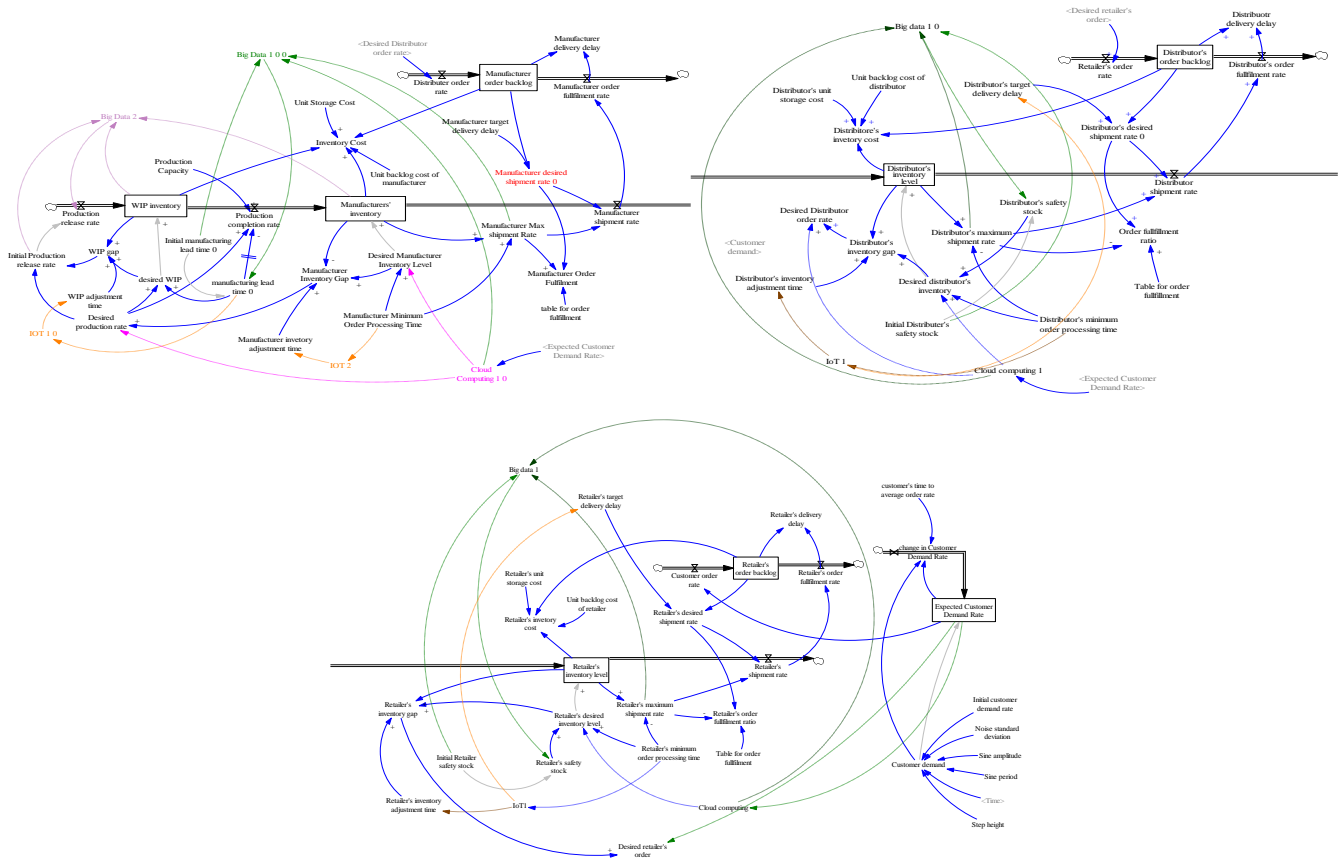 <Desired Distributor
order rate>
Manufacturer
delivery delay
Big Data 1 0 0
Distributer order
rate
Manufacturer
order backlog
Manufacturer order
fullfilment rate
Unit Storage Cost
Big Data 2
Manufacturer target
delivery delay
Inventory Cost
Production
Capacity
Unit backlog cost of
manufacturer
Manufacturer desired
shipment rate 0
WIP inventory
Manufacturers'
inventory
Production
release rate
Production
completion rate
Manufacturer
shipment rate
Initial manufacturing
lead time 0
Manufacturer Max
shipment Rate
Initial Production
release rate
WIP gap
Desired Manufacturer
Inventory Level
desired WIP
Manufacturer
Inventory Gap
Manufacturer Order
Fulfilment
WIP adjustment
time
manufacturing lead
time 0
Desired
production rate
Manufacturer Minimum
Order Processing Time
table for order
fulfillment
IOT 1 0
Manufacturer invetory
adjustment time
IOT 2
<Expected Customer
Demand Rate>
Cloud
Computing 1 0
<Desired retailer's
order>
Distribuotr
delivery delay
Big data 1 0
Retailer's
order rate
Distributor's
order backlog
Distributor's order
fullfilment rate
Unit backlog cost of
distributor
Distributor's unit
storage cost
Distributor's target
delivery delay
Distribitore's
invetory cost
Distributor's desired
shipment rate 0
Distributor's
inventory
level
Distributor
shipment rate
Distributor's safety
stock
Desired Distributor
order rate
Distributor's maximum
shipment rate
Order fullfillment
ratio
<Customer
demand>
Distributor's
inventory gap
Distributor's inventory
adjustment time
Desired distributor's
inventory
Table for order
fullfillment
Initial Distributer's
safety stock
Distributor's minimum
order processing time
IoT 1
Cloud computing 1
<Expected Customer
Demand Rate>
Big data 1
Retailer's target
delivery delay
customer's time to
average order rate
Retailer's delivery
delay
change in Customer
Demand Rate
Retailer's
order backlog
Customer order
rate
Retailer's order
fullfilment rate
Retailer's unit
storage cost
Unit backlog cost
of retailer
Retailer's invetory
cost
Retailer's desired
shipment rate
Expected Customer
Demand Rate
Retailer's
inventory level
Retailer's
shipment rate
Retailer's
inventory gap
Retailer's desired
inventory level
Retailer's maximum
shipment rate
Retailer's order
fullfillment ratio
Initial customer
demand rate
Noise standard
deviation
Initial Retailer
safety stock
Retailer's safety
stock
Retailer's minimum
order processing time
Table for order
fullfillment
Customer demand
Sine amplitude
Sine period
<Time>
Retailer's inventory
adjustment time
IoT1
Cloud computing
Step height
Desired retailer's
order